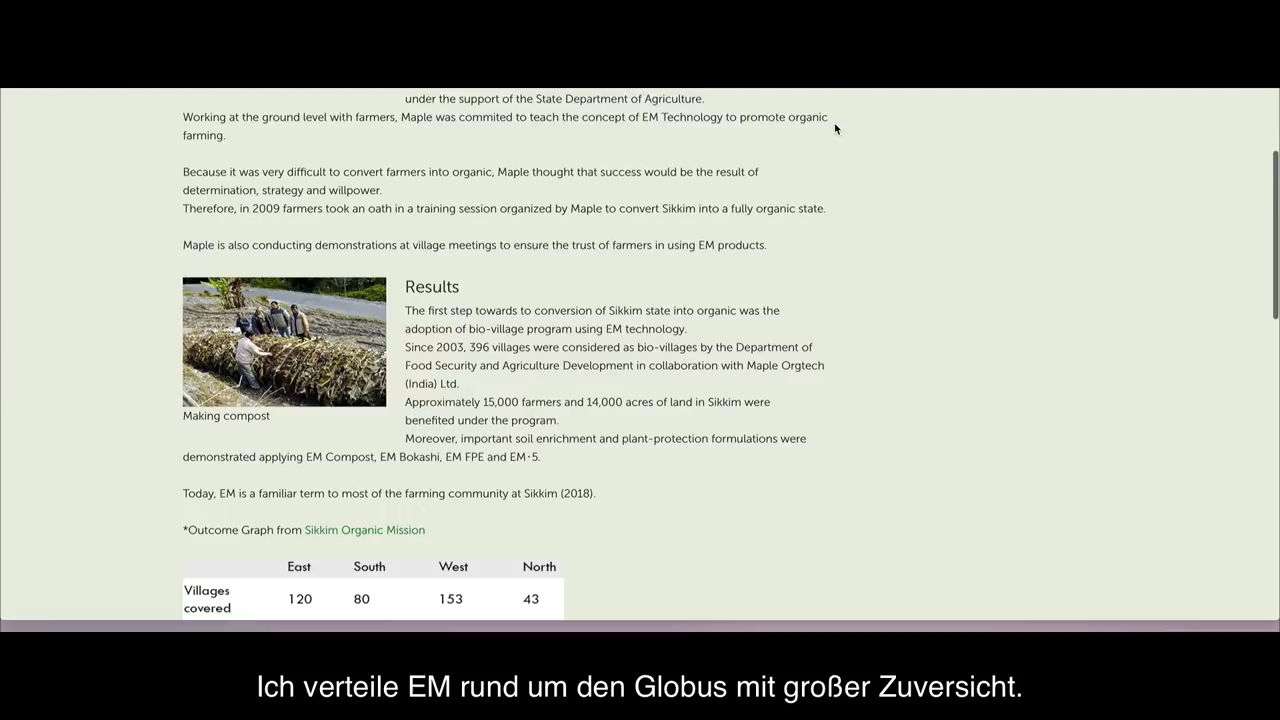 under the support of the State Department of Agriculture.
Working at the ground level with farmers, Maple was commited to teach the concept of EM Technology to promote organic
farming.
Because it was very difficult to convert farmers into organic, Maple thought that success would be the result of
determination, strategy and willpower.
Therefore, in 2009 farmers took an oath in a training session organized by Maple to convert Sikkim into a fully organic state.
Maple is also conducting demonstrations at village meetings to ensure the trust of farmers in using EM products.
Results
The first step towards to conversion of Sikkim state into organic was the
adoption of bio-village program using EM technology.
Since 2003, 396 villages were considered as bio-villages by the Department of
Food Security and Agriculture Development in collaboration with Maple Orgtech
(India) Ltd.
Approximately 15,000 farmers and 14,000 acres of land in Sikkim were
benefited under the program.
Making compost
Moreover, important soil enrichment and plant-protection formulations were
demonstrated applying EM Compost, EM Bokashi, EM FPE and EM･5.
Today, EM is a familiar term to most of the farming community at Sikkim (2018).
*Outcome Graph from Sikkim Organic Mission
East South West North
Villages
covered 120 80 153 43
Ich verteile EM rund um den Globus mit großer Zuversicht.